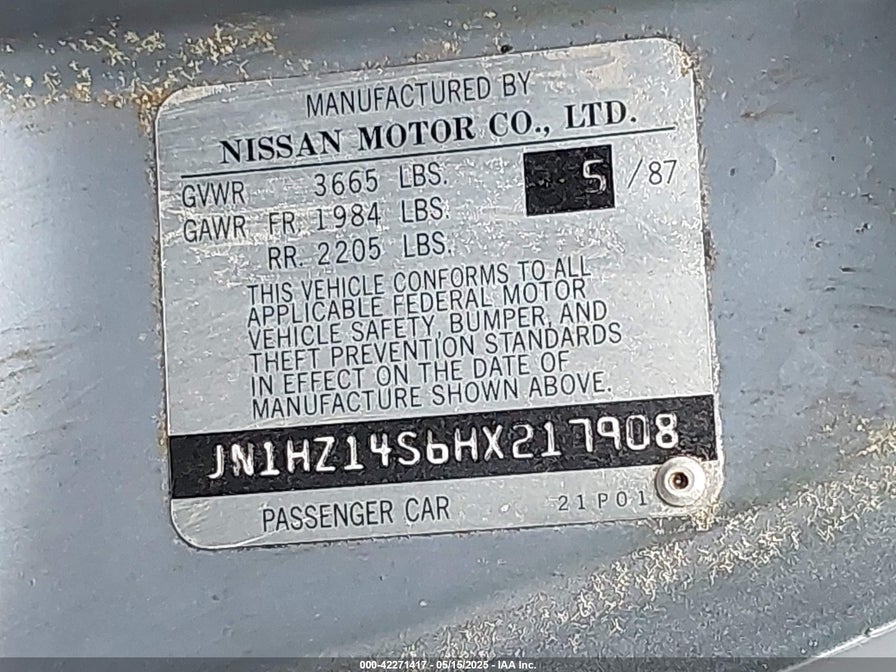 MANUFACTURED BY
NISSAN MOTOR CO., LTD.
GVWR 3665 LBS. 5 /87
GAWR FR. 1984 LBS.
RR. 2205 LBS.
THIS VEHICLE CONFORMS TO ALL
APPLICABLE FEDERAL MOTOR
VEHICLE SAFETY, BUMPER, AND
THEFT PREVENTION STANDARDS
IN EFFECT ON THE DATE OF
MANUFACTURE SHOWN ABOVE.
JN1HZ14S6HX217908
PASSENGER CAR 21P01
000-42271417 - 05/15/2025 - IAA Inc.